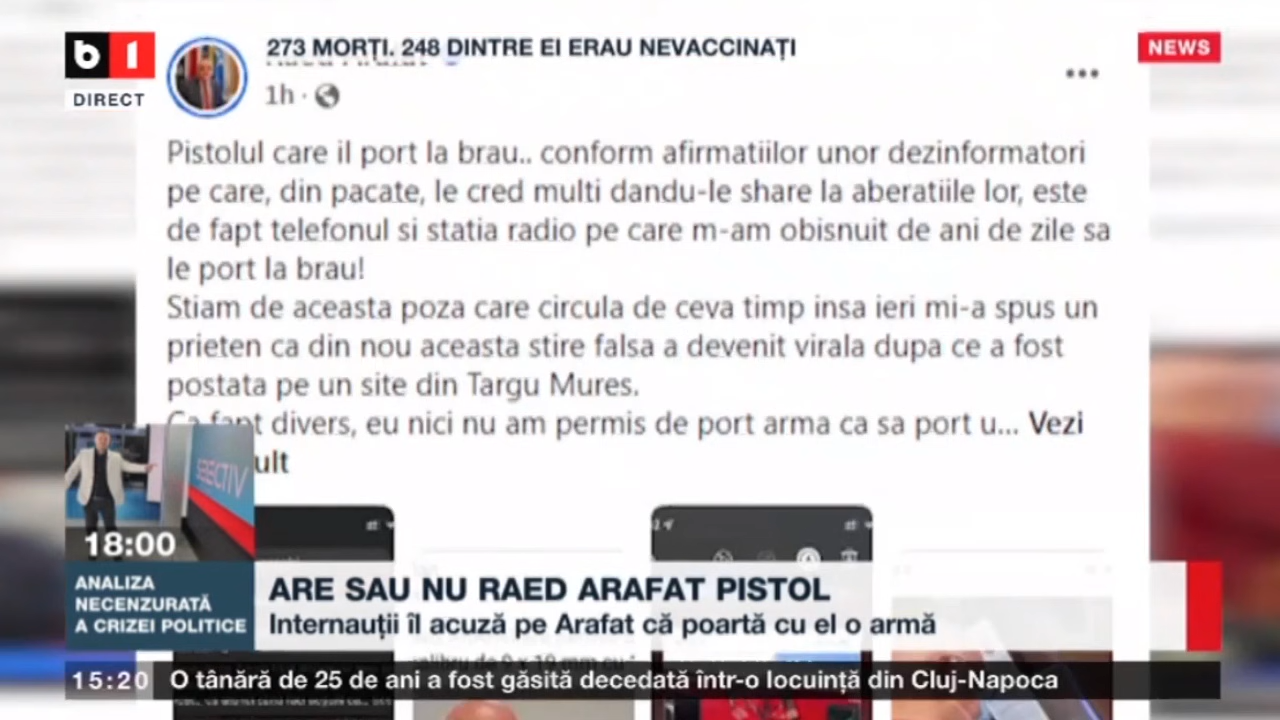 b1
DIRECT
273 MORȚI. 248 DINTRE EI ERAU NEVACCINAȚI
NEWS
1h ·
Pistolul care il port la brau.. conform afirmatiilor unor dezinformatori
pe care, din pacate, le cred multi dandu-le share la aberatiile lor, este
de fapt telefonul si statia radio pe care m-am obisnuit de ani de zile sa
le port la brau!
Stiam de aceasta poza care circula de ceva timp insa ieri mi-a spus un
prieten ca din nou aceasta stire falsa a devenit virala dupa ce a fost
postata pe un site din Targu Mures.
Ca fapt divers, eu nici nu am permis de port arma ca sa port u... Vezi
ult
SELECTIV
18:00
ANALIZA
NECENZURATĂ
A CRIZEI POLITICE
ARE SAU NU RAED ARAFAT PISTOL
Internauții îl acuză pe Arafat că poartă cu el o armă
15:20 O tânără de 25 de ani a fost găsită decedată într-o locuință din Cluj-Napoca